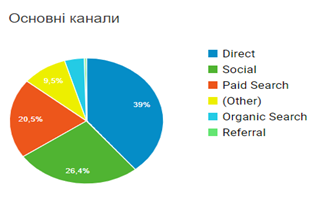 Основні канали
Direct
Social
Paid Search
(Other)
Organic Search
Referral
39%
26,4%
20,5%
9,5%